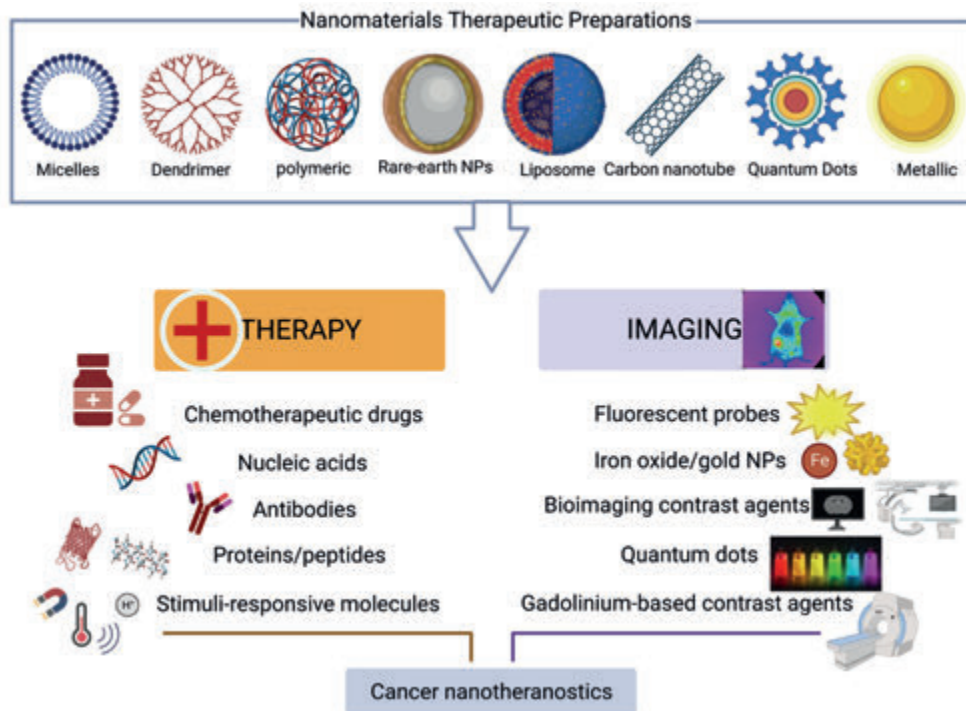 Nanomaterials Therapeutic Preparations
Micelles
Dendrimer
polymeric
Rare-earth NPs
Liposome
Carbon nanotube
Quantum Dots
Metallic
THERAPY
Chemotherapeutic drugs
Nucleic acids
Antibodies
Proteins/peptides
H⁺
Stimuli-responsive molecules
IMAGING
Fluorescent probes
Iron oxide/gold NPs
Fe
Bioimaging contrast agents
Quantum dots
Gadolinium-based contrast agents
Cancer nanotheranostics